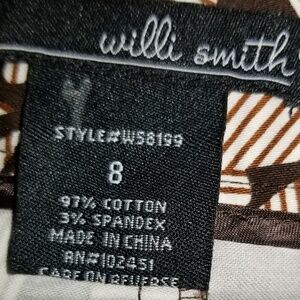 willi smith
STYLE#W58199
8
97% COTTON
3% SPANDEX
MADE IN CHINA
RN#102451
CARE ON REVERSE